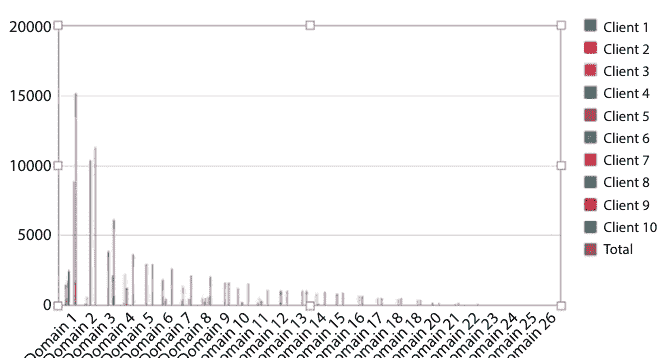 20000
15000
10000
5000
0
Domain 1
Domain 2
Domain 3
Domain 4
Domain 5
Domain 6
Domain 7
Domain 8
Domain 9
Domain 10
Domain 11
Domain 12
Domain 13
Domain 14
Domain 15
Domain 16
Domain 17
Domain 18
Domain 18
Domain 20
Domain 21
Domain 22
Domain 23
Domain 24
Domain 25
main 26
Client 1
Client 2
Client 3
Client 4
Client 5
Client 6
Client 7
Client 8
Client 9
Client 10
Total